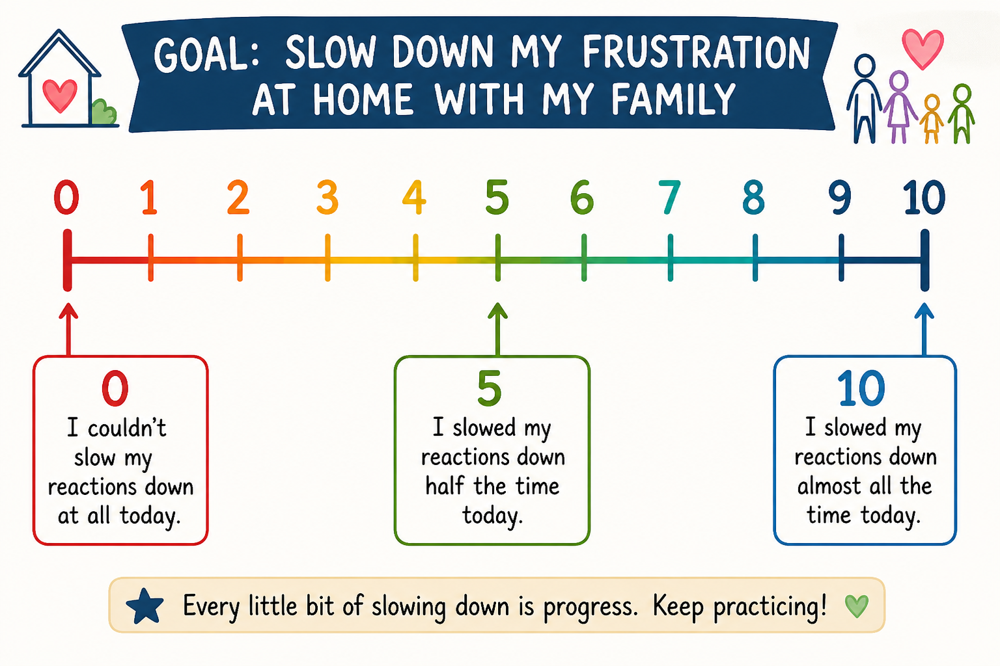 GOAL: SLOW DOWN MY FRUSTRATION
AT HOME WITH MY FAMILY
0 1 2 3 4 5 6 7 8 9 10
0
I couldn't
slow my
reactions down
at all today.
5
I slowed my
reactions down
half the time
today.
10
I slowed my
reactions down
almost all the
time today.
Every little bit of slowing down is progress. Keep practicing!